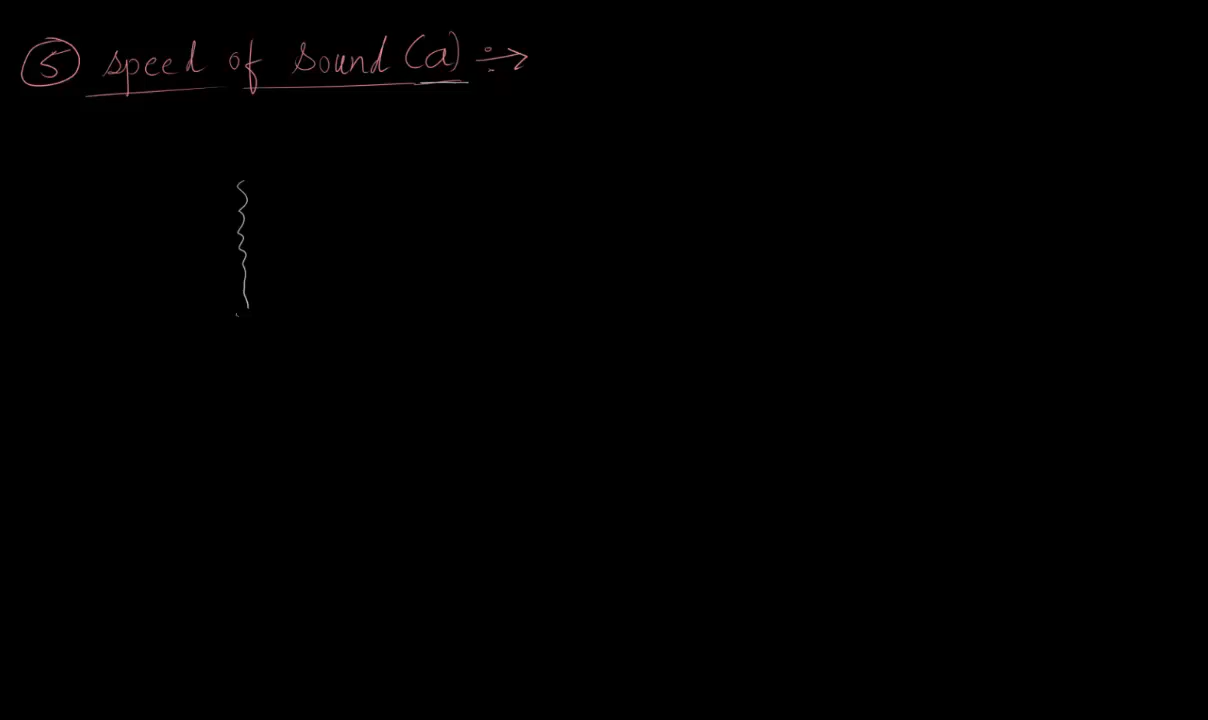 ⑤ speed of sound (a) ÷→